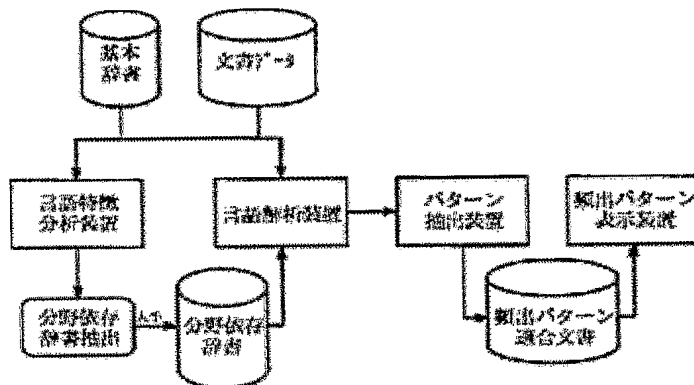 基本
辞書
文書ﾃﾞｰﾀ
言語特徴
分析装置
言語解析装置
パターン
抽出装置
頻出パターン
表示装置
分野依存
辞書抽出
人手
分野依存
辞書
頻出パターン
適合文書